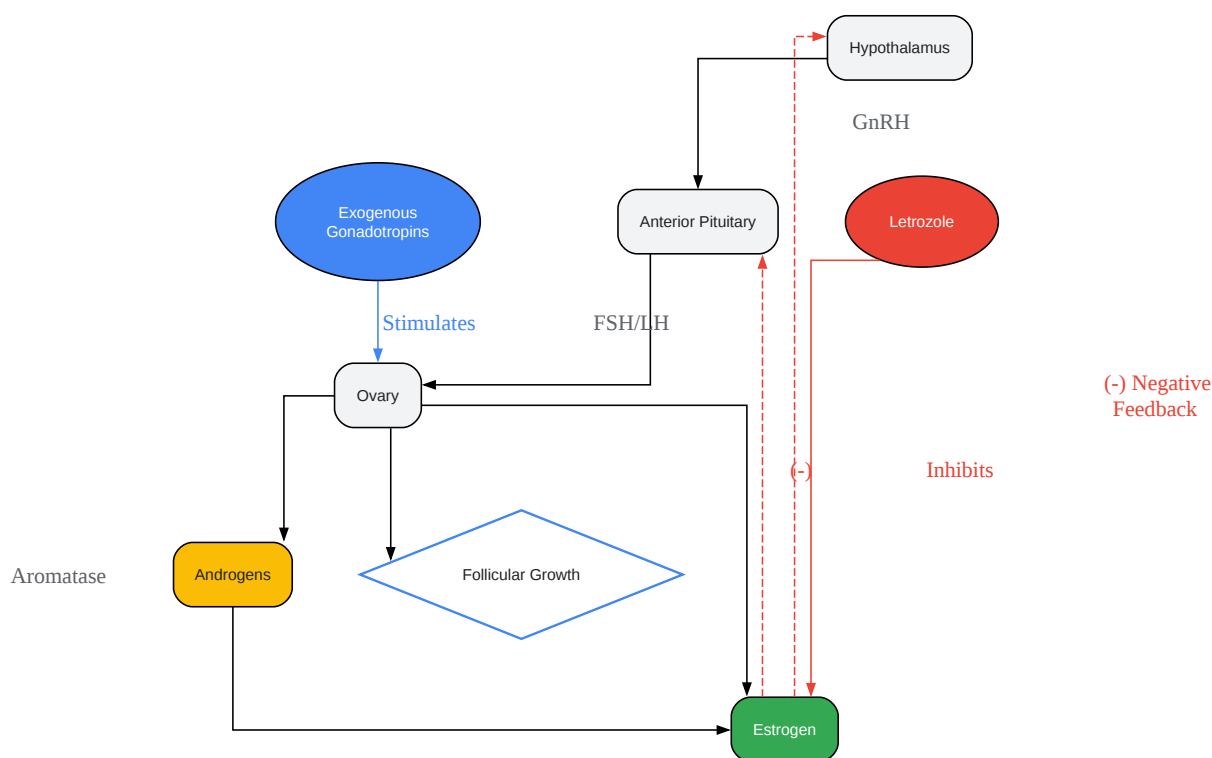 Hypothalamus
GnRH
Exogenous
Gonadotropins
Anterior Pituitary
Letrozole
Stimulates
FSH/LH
(-) Negative
Feedback
Ovary
(-)
Inhibits
Aromatase
Androgens
Follicular Growth
Estrogen